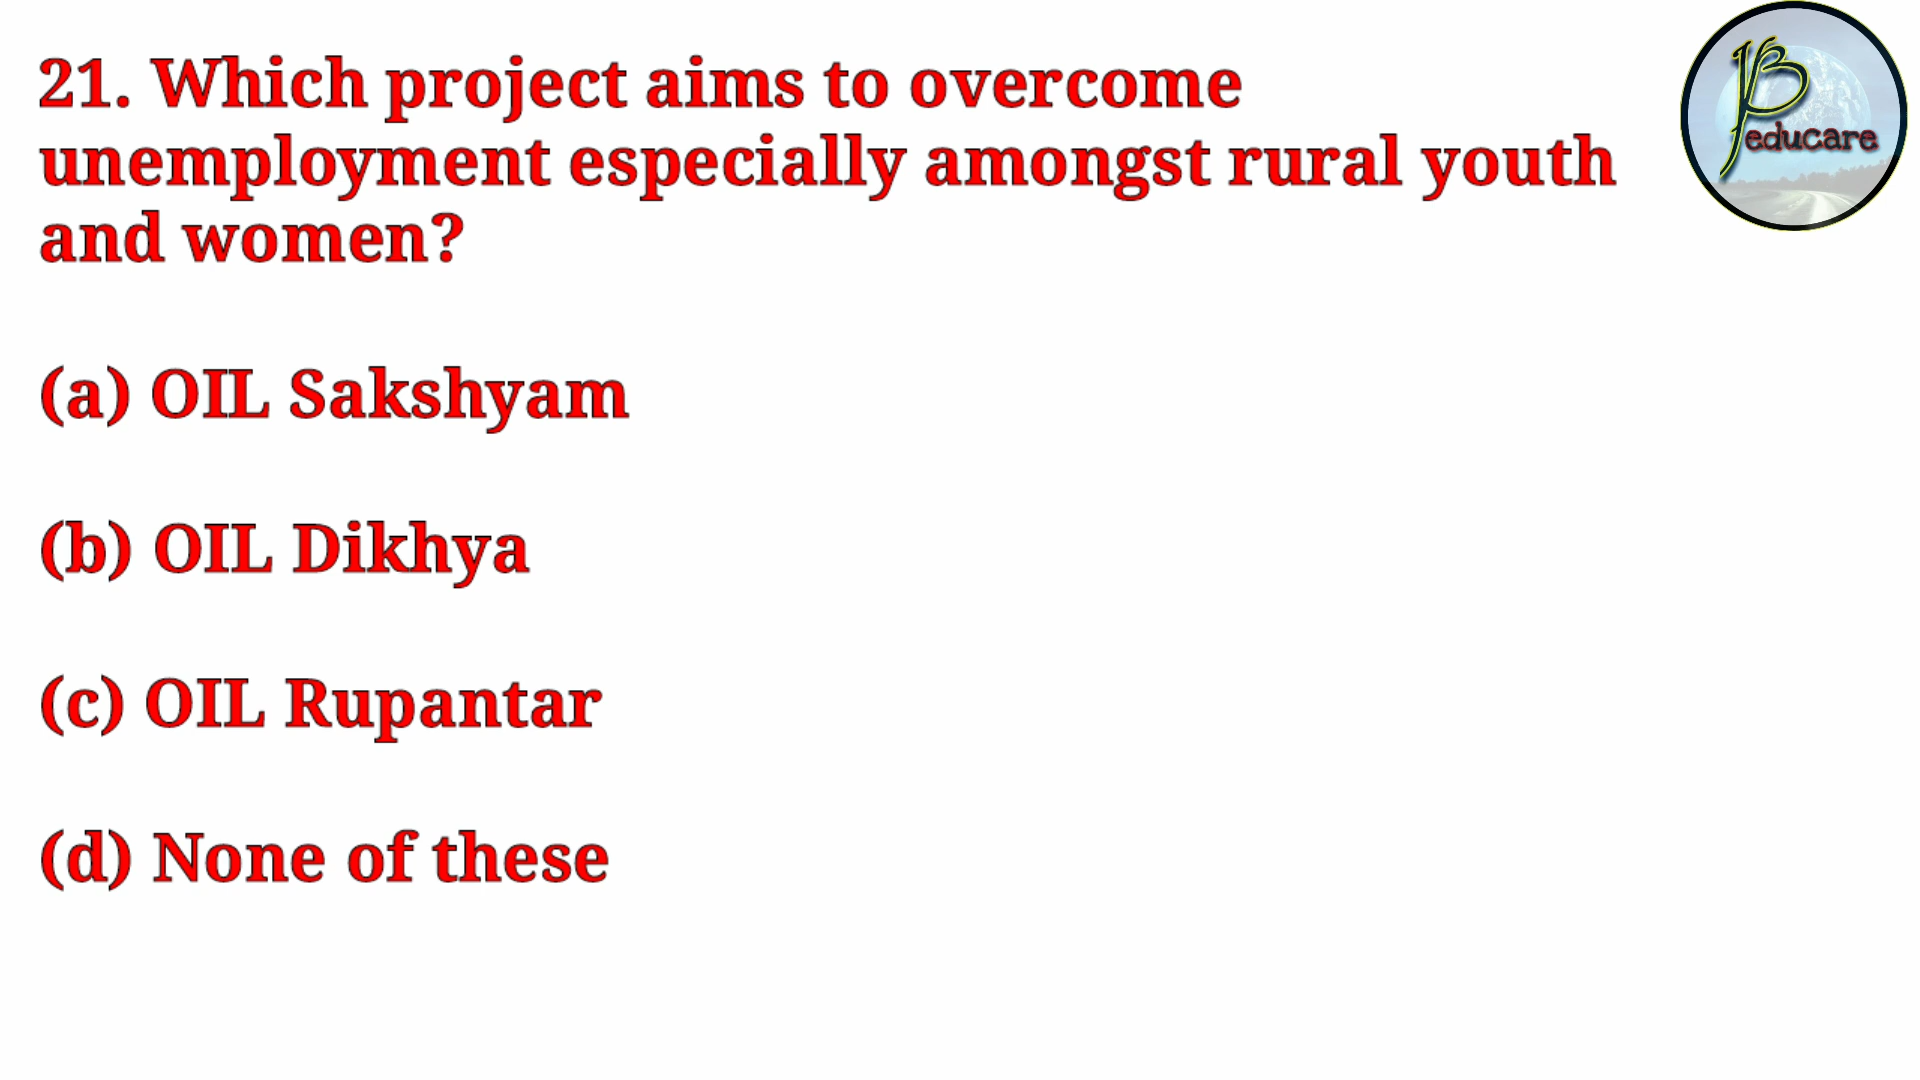 21. Which project aims to overcome
unemployment especially amongst rural youth
and women?
(a) OIL Sakshyam
(b) OIL Dikhya
(c) OIL Rupantar
(d) None of these
educare